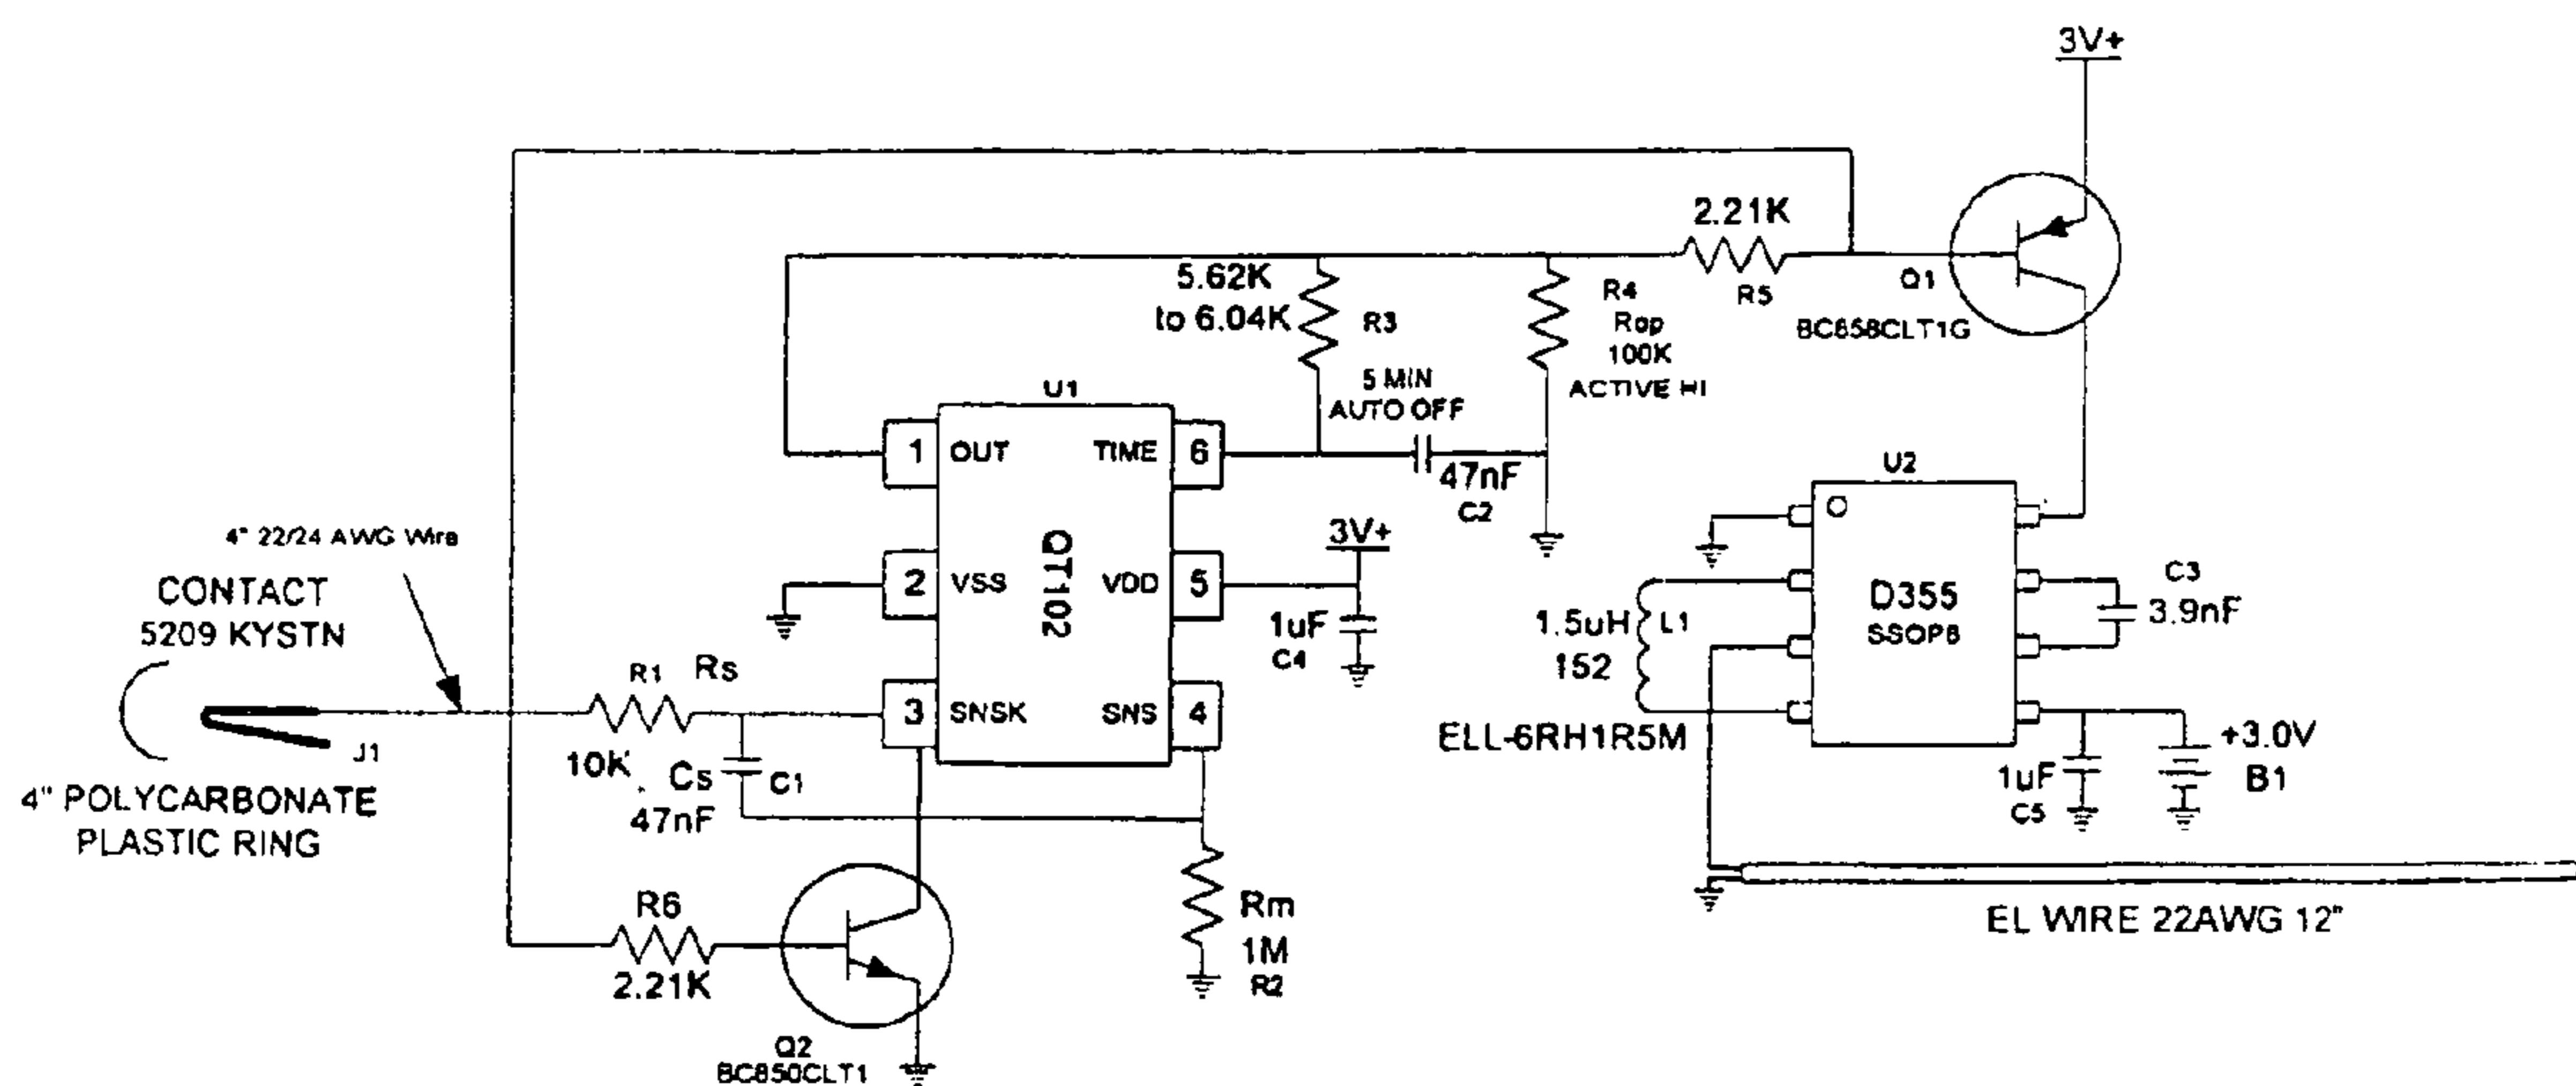 3V+
2.21K
R5
Q1
BC858CLT1G
5.62K
to 6.04K
R3
R4
Rop
100K
ACTIVE HI
5 MIN
AUTO OFF
47nF
C2
U1
1
OUT
TIME
6
2
VSS
VDD
5
3
SNSK
SNS
4
QT102
3V+
1uF
C4
4" 22/24 AWG Wire
CONTACT
5209 KYSTN
J1
4" POLYCARBONATE
PLASTIC RING
R1
Rs
10K
Cs
C1
47nF
R6
2.21K
Q2
BC850CLT1
Rm
1M
R2
U2
D355
SSOP8
1.5uH
L1
152
ELL-6RH1R5M
C3
3.9nF
1uF
C5
+3.0V
B1
EL WIRE 22AWG 12"